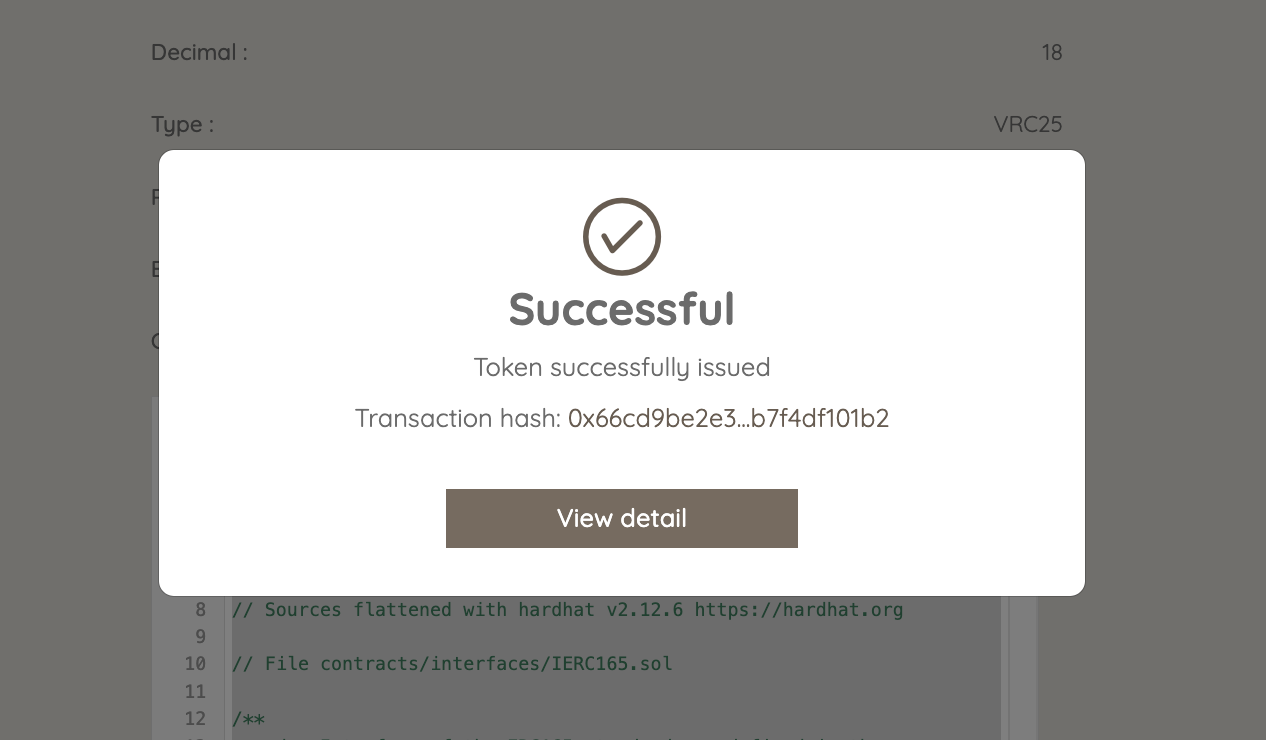 Decimal :
18
Type :
VRC25
Successful
Token successfully issued
Transaction hash: 0x66cd9be2e3...b7f4df101b2
View detail
8 // Sources flattened with hardhat v2.12.6 https://hardhat.org
9
10 // File contracts/interfaces/IERC165.sol
11
12 /**